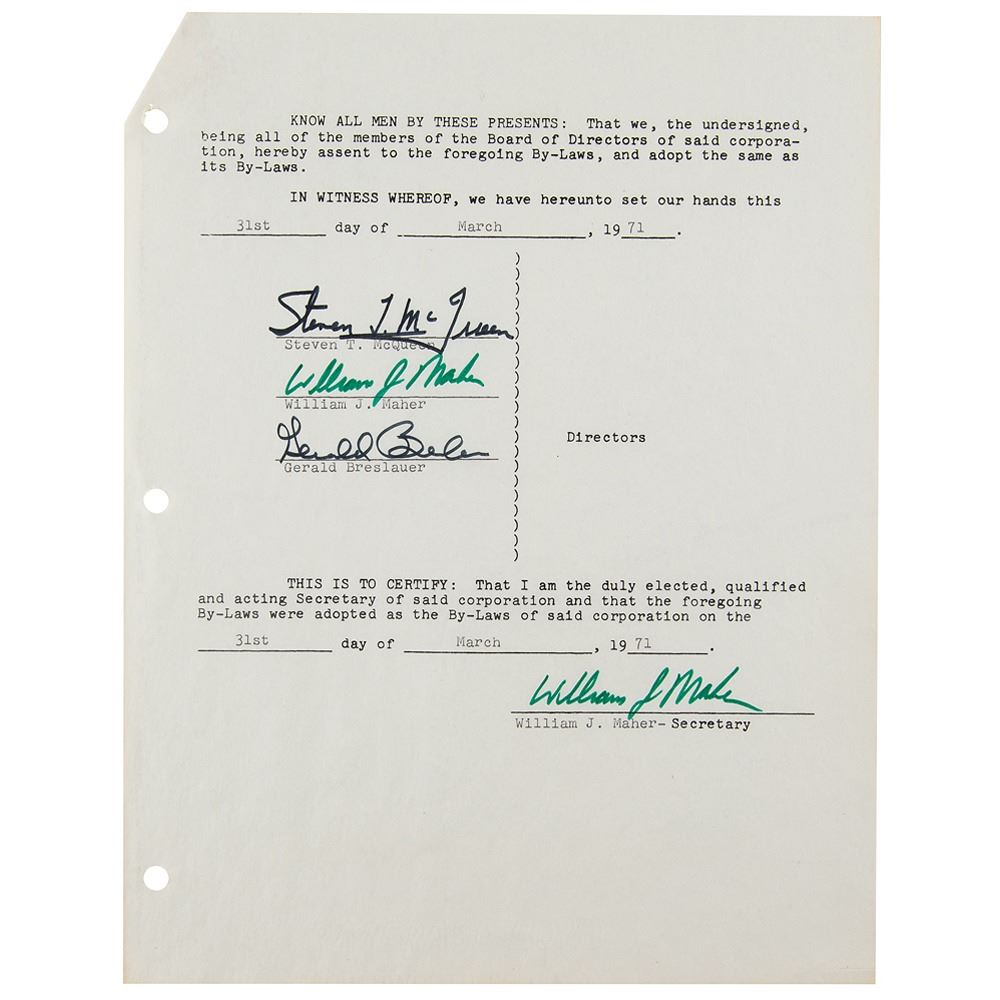 KNOW ALL MEN BY THESE PRESENTS: That we, the undersigned,
being all of the members of the Board of Directors of said corpora-
tion, hereby assent to the foregoing By-Laws, and adopt the same as
its By-Laws.
IN WITNESS WHEREOF, we have hereunto set our hands this
31st day of March, 19 71.
Steven T. McQueen
Steven T. McQueen
William J Maher
William J. Maher
Directors
Gerald Breslauer
Gerald Breslauer
THIS IS TO CERTIFY: That I am the duly elected, qualified
and acting Secretary of said corporation and that the foregoing
By-Laws were adopted as the By-Laws of said corporation on the
31st day of March, 19 71.
William J Maher
William J. Maher-Secretary